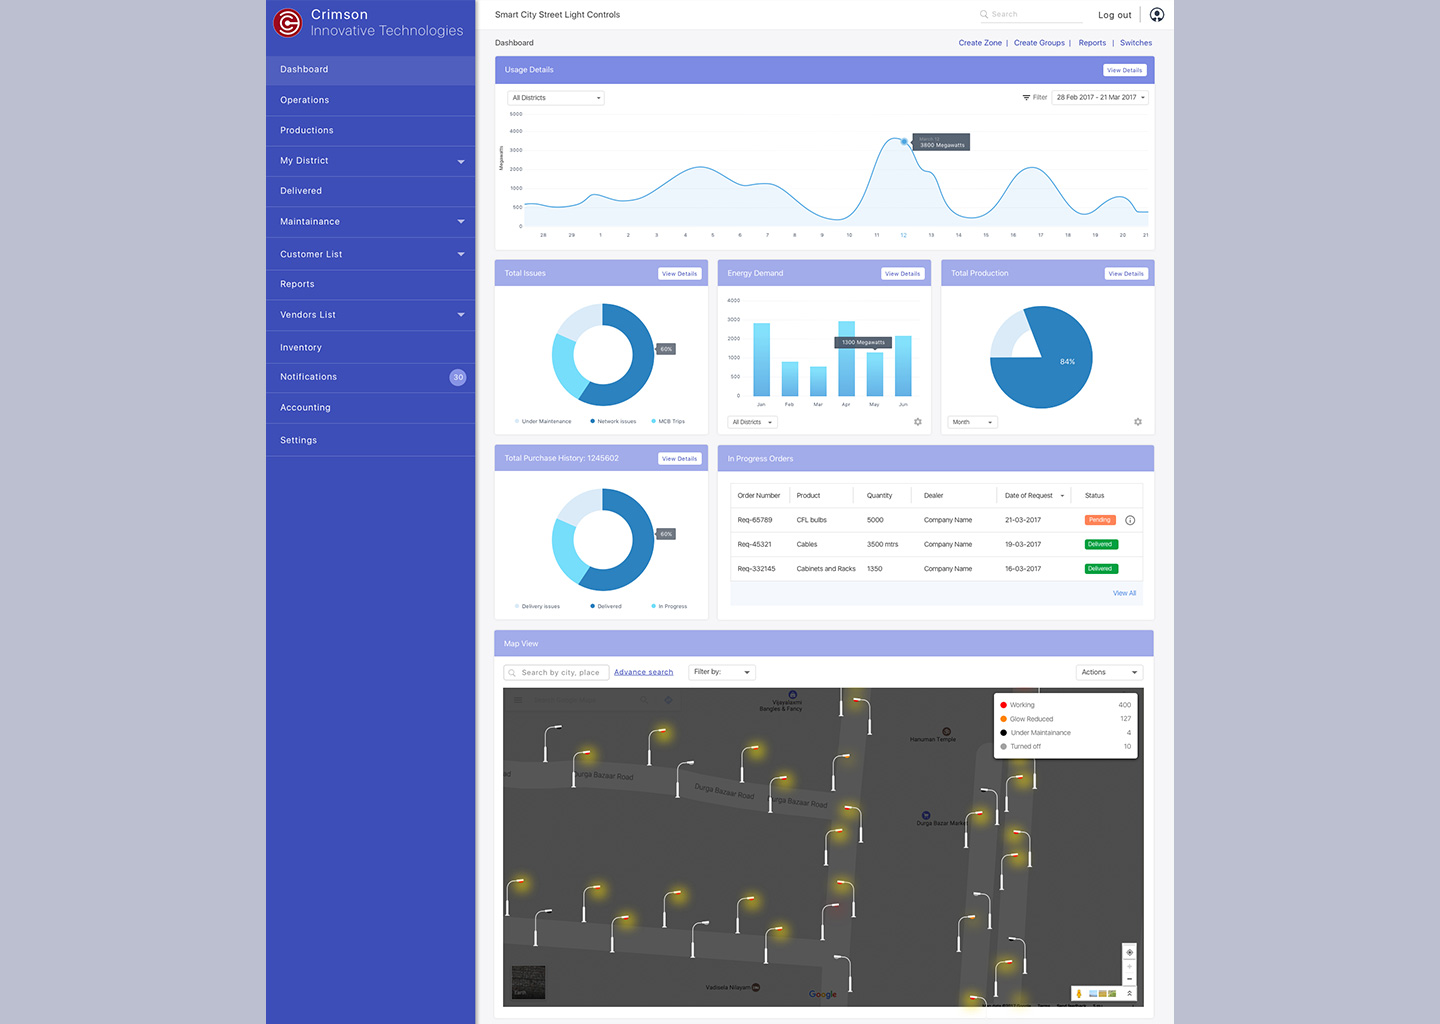 Crimson
Innovative Technologies
Dashboard
Operations
Productions
My District
Delivered
Maintainance
Customer List
Reports
Vendors List
Inventory
Notifications 30
Accounting
Settings
Smart City Street Light Controls
Search
Log out
Dashboard
Create Zone | Create Groups | Reports | Switches
Usage Details
View Details
All Districts
Filter
28 Feb 2017 - 21 Mar 2017
Megawatts
5000
4000
3000
2000
1000
500
0
March 12
3800 Megawatts
28 29 1 2 3 4 5 6 7 8 9 10 11 12 13 14 15 16 17 18 19 20 21
Total Issues
View Details
60%
Under Maintenance Network issues MCB Trips
Energy Demand
View Details
4000
3000
2000
1000
500
0
1300 Megawatts
Jan Feb Mar Apr May Jun
All Districts
Total Production
View Details
84%
Month
Total Purchase History: 1245602
View Details
60%
Delivery issues Delivered In Progress
In Progress Orders
Order Number Product Quantity Dealer Date of Request Status
Req-65789 CFL bulbs 5000 Company Name 21-03-2017 Pending
Req-45321 Cables 3500 mtrs Company Name 19-03-2017 Delivered
Req-332145 Cabinets and Racks 1350 Company Name 16-03-2017 Delivered
View All
Map View
Search by city, place
Advance search
Filter by:
Actions
Vijayalaxmi
Bangles & Fancy
Hanuman Temple
Working 400
Glow Reduced 127
Under Maintainance 4
Turned off 10
ad
Durga Bazaar Road
Durga Bazaar Road
Durga Bazaar Road
Durga Bazar Market
Vadisela Nilayam
Earth
Google